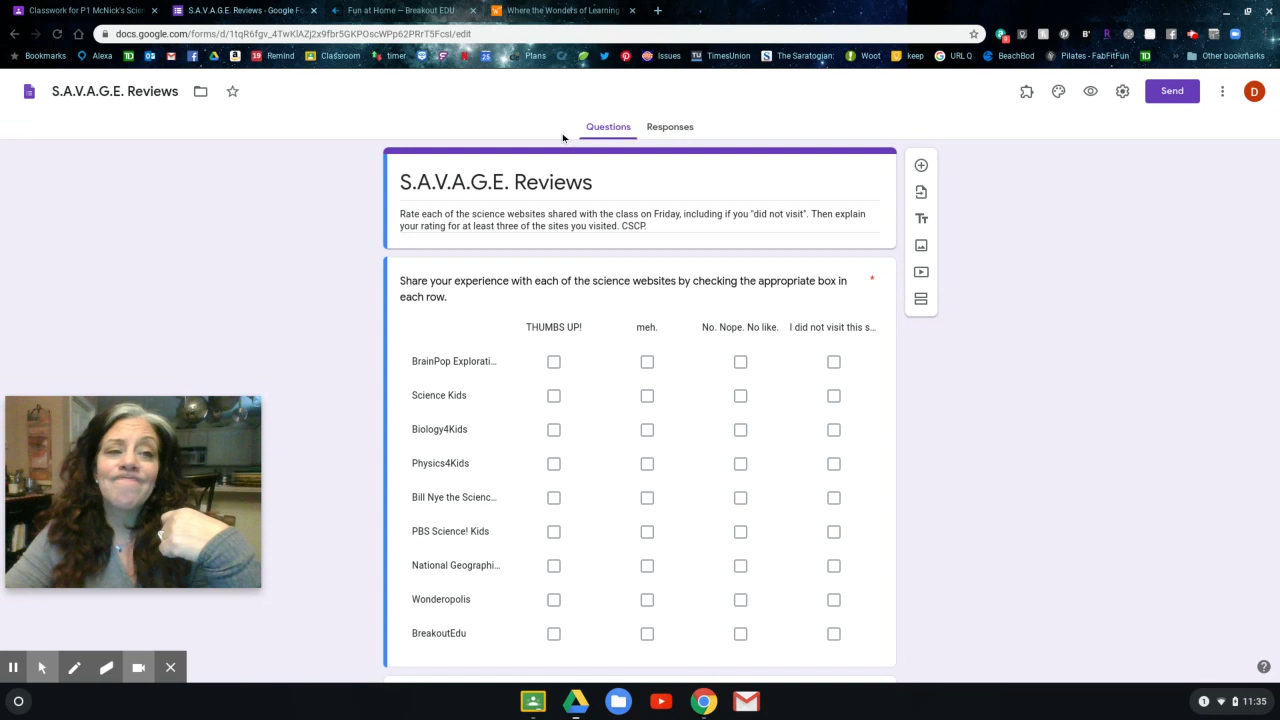 Classwork for P1 McNick's Scien
S.A.V.A.G.E. Reviews - Google Fo
Fun at Home — Breakout EDU
Where the Wonders of Learning
docs.google.com/forms/d/1tqR6fgv_4TwKlAZj2x9fbr5GKPOscWPp62PRrT5FcsI/edit
Bookmarks Alexa Remind Classroom timer Plans Issues TimesUnion The Saratogian: Woot keep URL Q BeachBod Pilates - FabFitFun Other bookmarks
S.A.V.A.G.E. Reviews
Send
D
Questions Responses
S.A.V.A.G.E. Reviews
Rate each of the science websites shared with the class on Friday, including if you "did not visit". Then explain
your rating for at least three of the sites you visited. CSCP.
Share your experience with each of the science websites by checking the appropriate box in *
each row.
THUMBS UP! meh. No. Nope. No like. I did not visit this s...
BrainPop Explorati...
Science Kids
Biology4Kids
Physics4Kids
Bill Nye the Scienc...
PBS Science! Kids
National Geographi...
Wonderopolis
BreakoutEdu
1 11:35